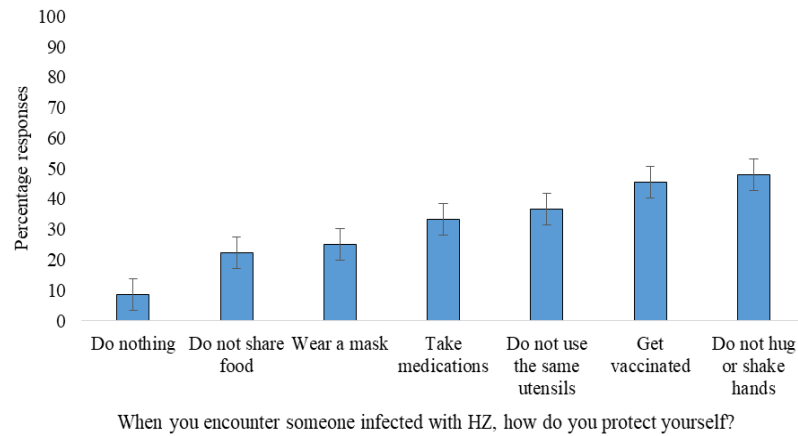 Percentage responses
100
90
80
70
60
50
40
30
20
10
0
Do nothing
Do not share
food
Wear a mask
Take
medications
Do not use
the same
utensils
Get
vaccinated
Do not hug
or shake
hands
When you encounter someone infected with HZ, how do you protect yourself?